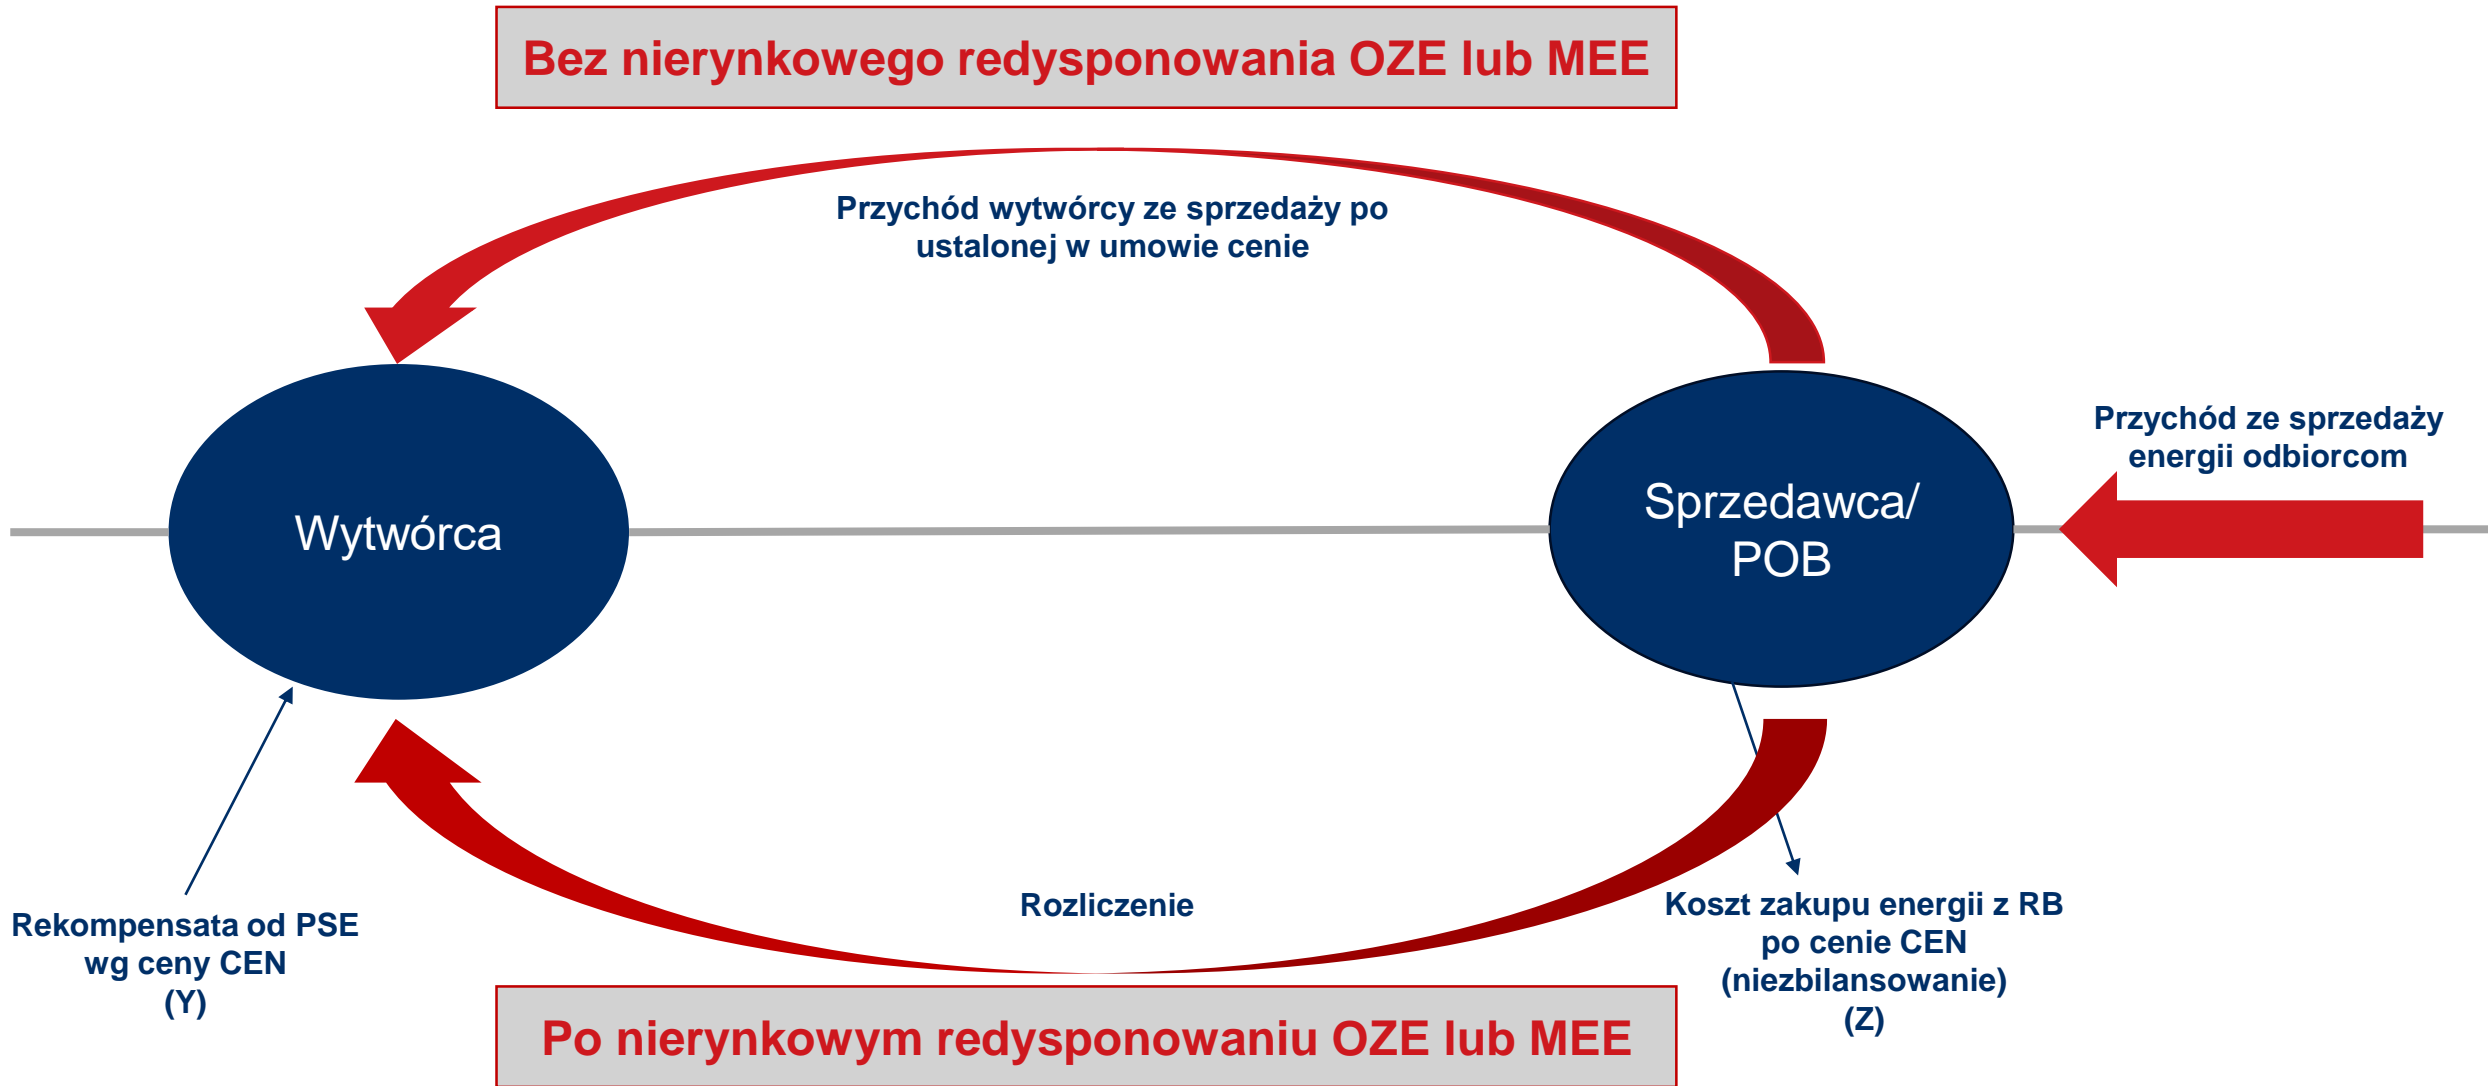 Bez nierynkowego redysponowania OZE lub MEE
Przychód wytwórcy ze sprzedaży po
ustalonej w umowie cenie
Wytwórca
Sprzedawca/
POB
Przychód ze sprzedaży
energii odbiorcom
Rekompensata od PSE
wg ceny CEN
(Y)
Rozliczenie
Koszt zakupu energii z RB
po cenie CEN
(niezbilansowanie)
(Z)
Po nierynkowym redysponowaniu OZE lub MEE